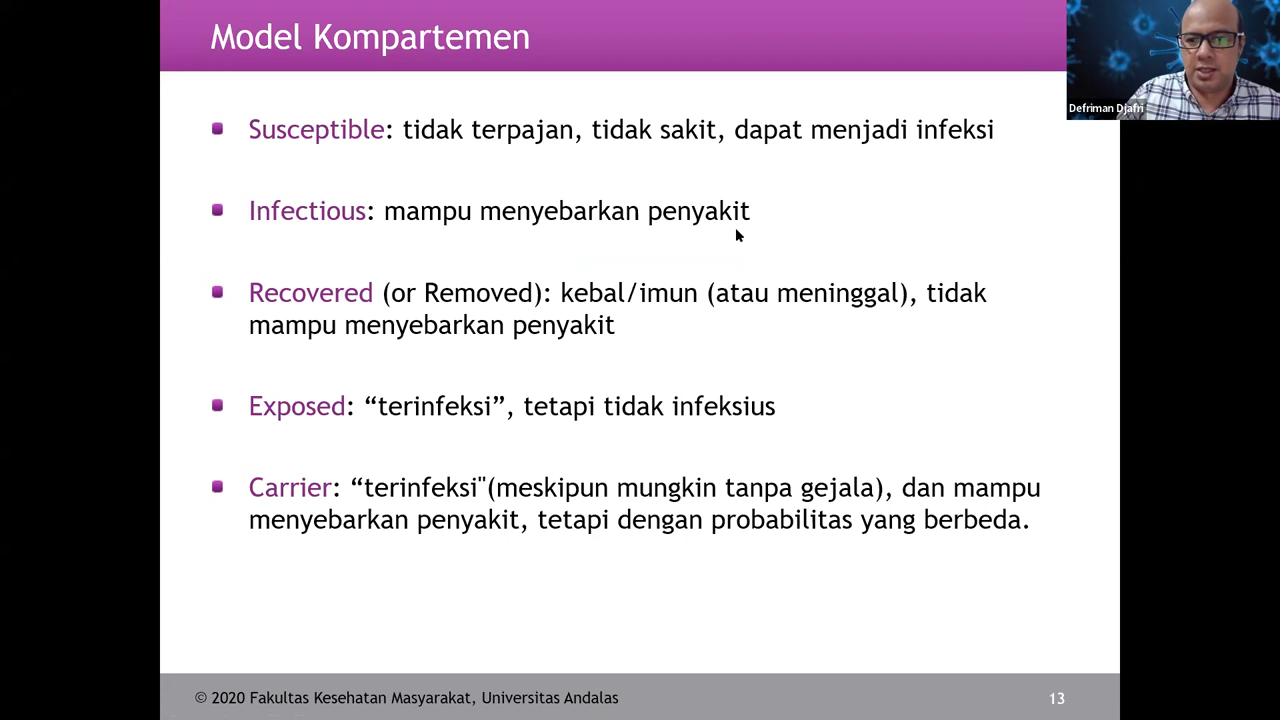 Model Kompartemen
Defriman Djafri
Susceptible: tidak terpajan, tidak sakit, dapat menjadi infeksi
Infectious: mampu menyebarkan penyakit
Recovered (or Removed): kebal/imun (atau meninggal), tidak
mampu menyebarkan penyakit
Exposed: “terinfeksi”, tetapi tidak infeksius
Carrier: “terinfeksi"(meskipun mungkin tanpa gejala), dan mampu
menyebarkan penyakit, tetapi dengan probabilitas yang berbeda.
© 2020 Fakultas Kesehatan Masyarakat, Universitas Andalas
13